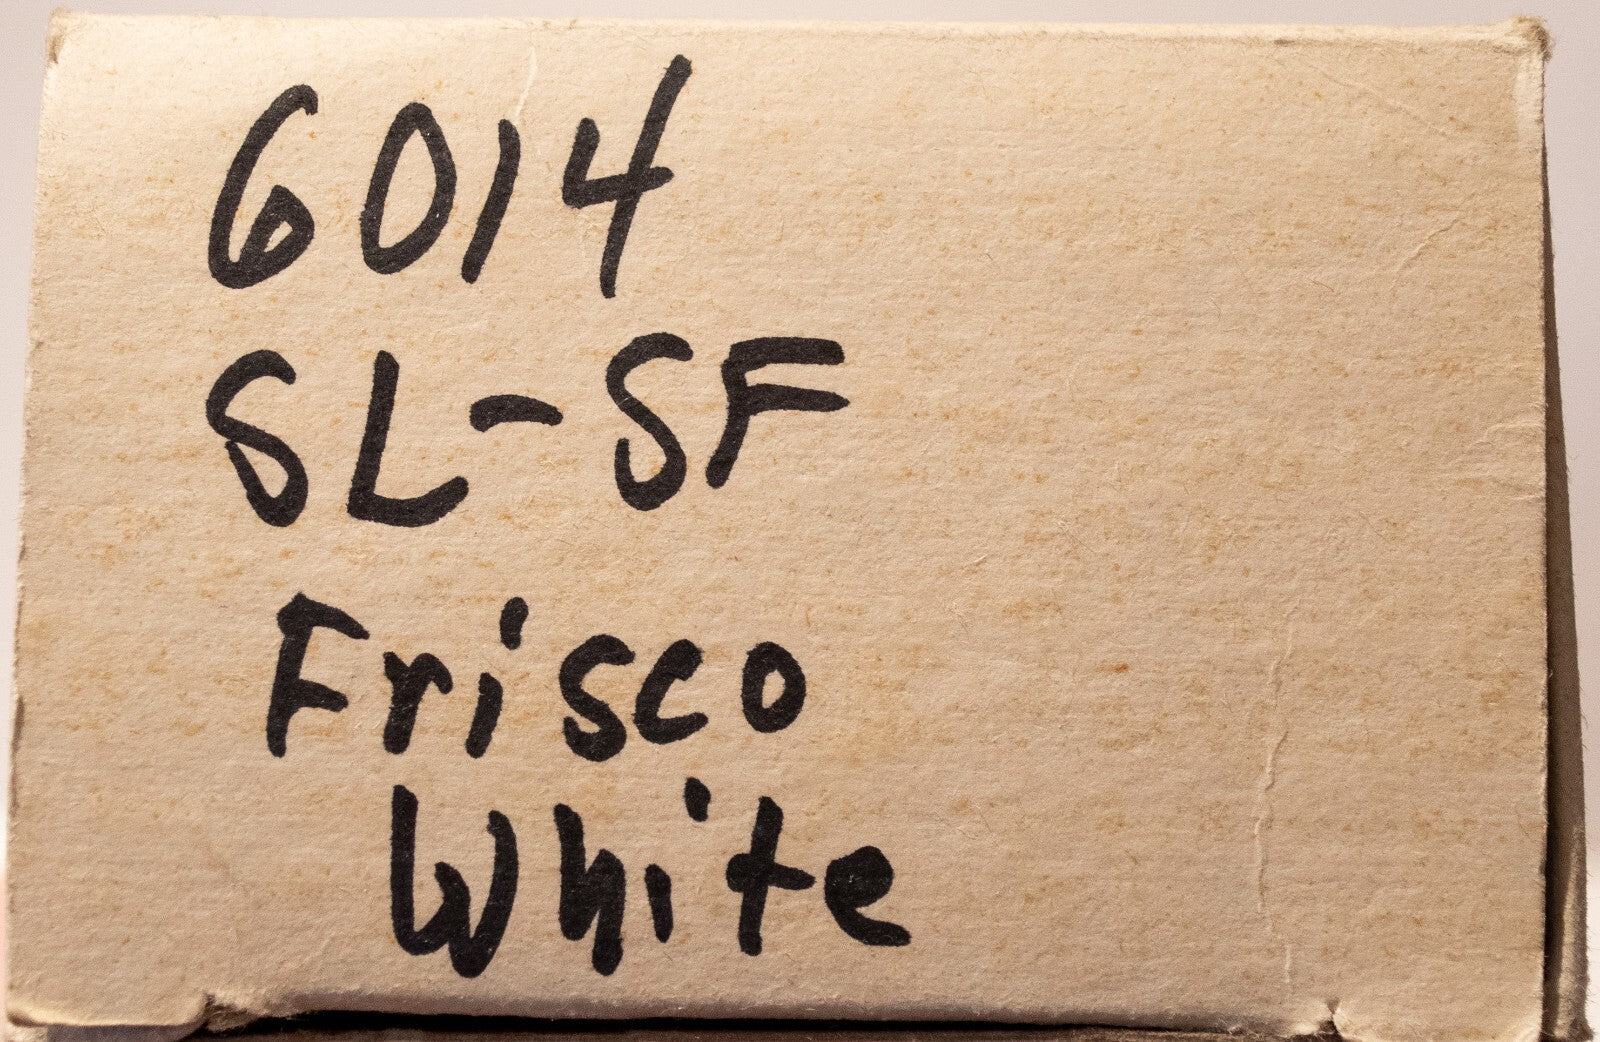 6014
SL-SF
Frisco
White